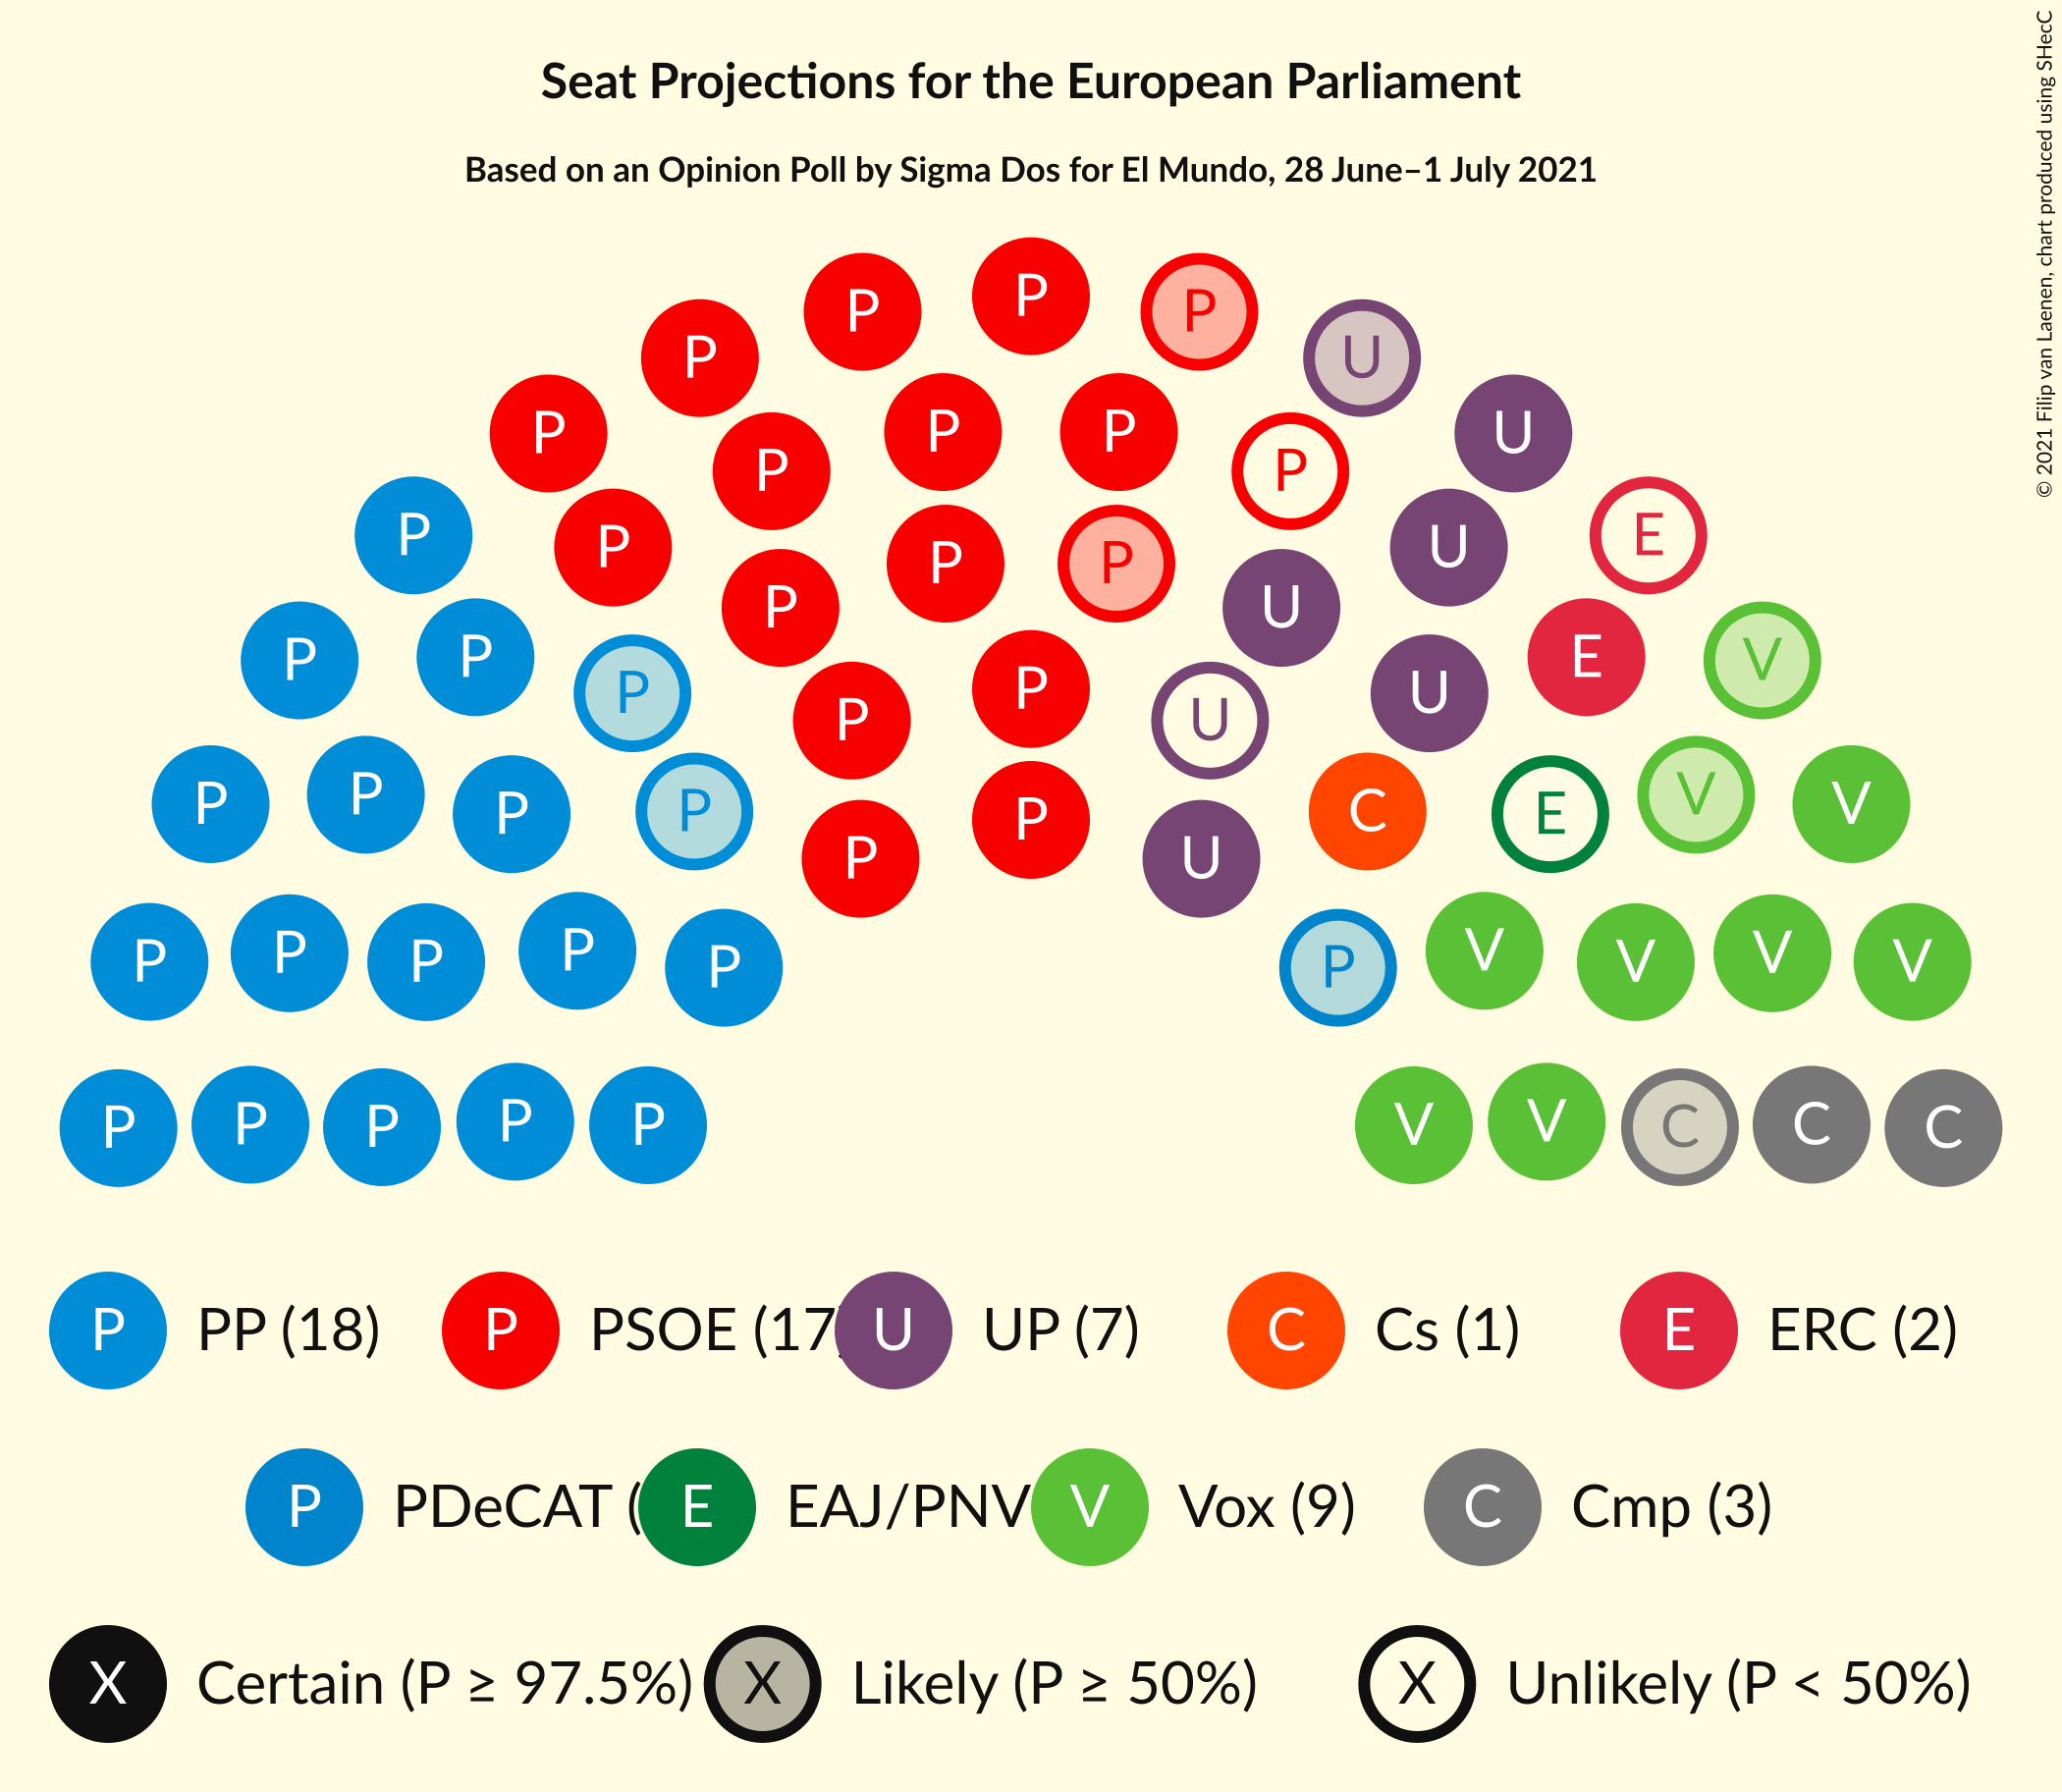 Seat Projections for the European Parliament
Based on an Opinion Poll by Sigma Dos for El Mundo, 28 June–1 July 2021
© 2021 Filip van Laenen, chart produced using SHecC
P
P P
P U
P P P U
P P
P P P P U E
P U
P P P P U E V
P U
P P P P P C E V V
P U
P P P P P P V V V V
P P P P P V V C C C
P PP (18) P PSOE (17 U UP (7) C Cs (1) E ERC (2)
P PDeCAT ( E EAJ/PNV V Vox (9) C Cmp (3)
X Certain (P ≥ 97.5%) X Likely (P ≥ 50%) X Unlikely (P < 50%)